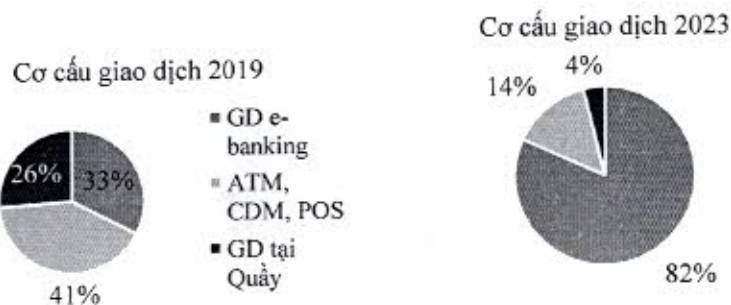 Cơ cấu giao dịch 2019
26%
33%
41%
GD e-
banking
ATM,
CDM, POS
GD tại
Quầy
Cơ cấu giao dịch 2023
4%
14%
82%